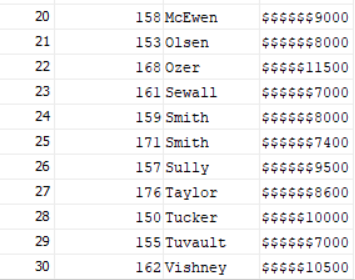 20 158 McEwen $$$$$$9000
21 153 Olsen $$$$$$8000
22 168 Ozer $$$$$$11500
23 161 Sewall $$$$$$7000
24 159 Smith $$$$$$8000
25 171 Smith $$$$$$7400
26 157 Sully $$$$$$9500
27 176 Taylor $$$$$$8600
28 150 Tucker $$$$$$10000
29 155 Tuvault $$$$$$7000
30 162 Vishney $$$$$$10500